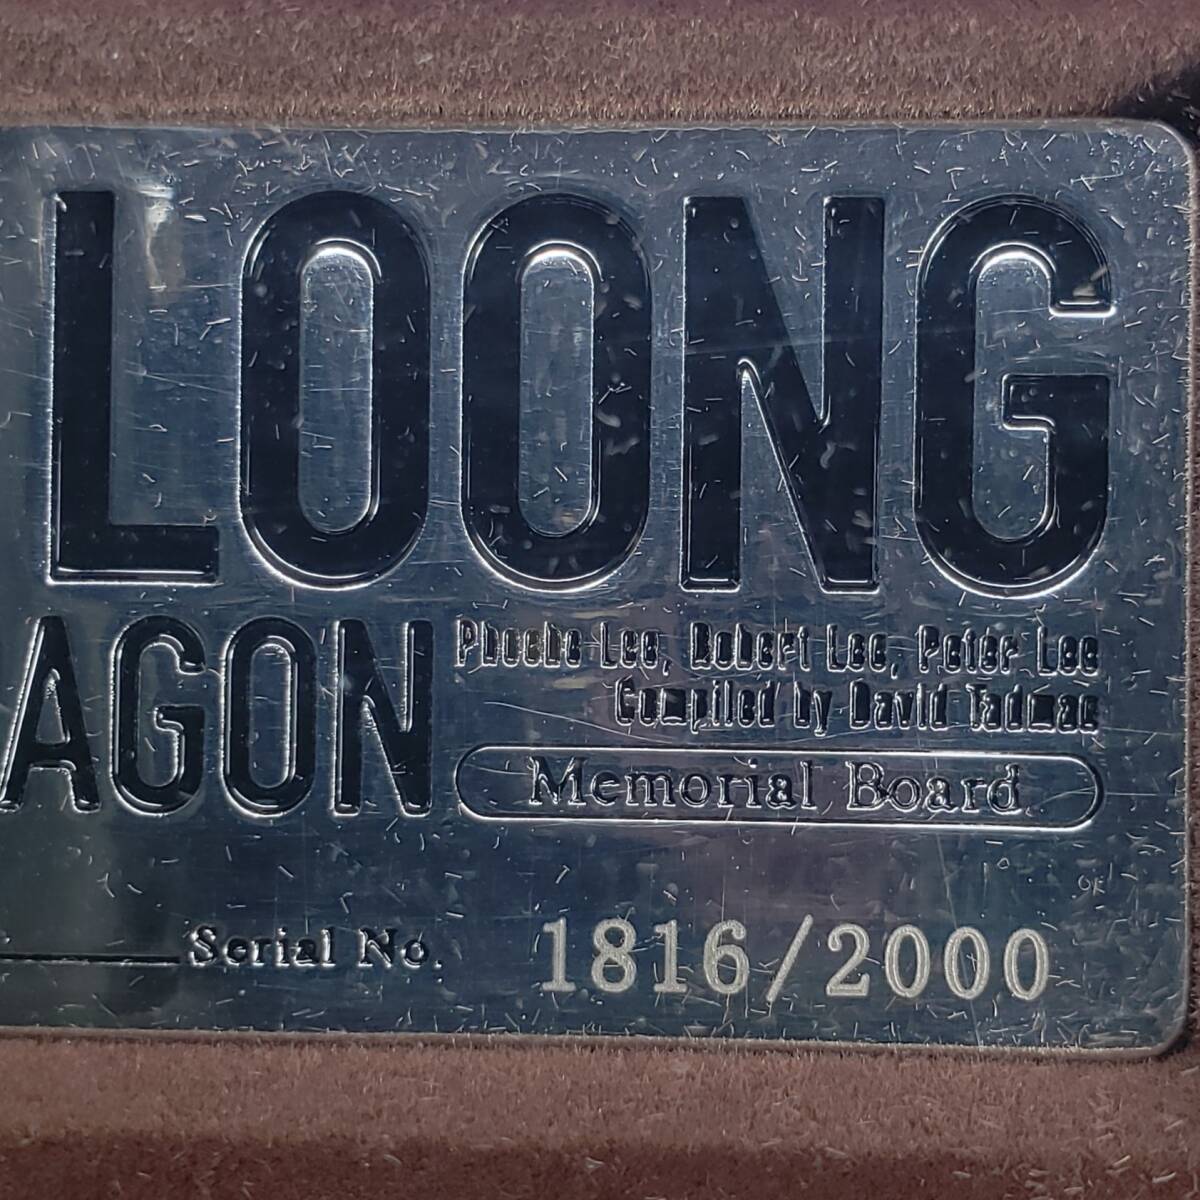 LOONG
AGON
Phoebe Lee, Robert Lee, Peter Lee
Compiled by David Tadman
Memorial Board
Serial No. 1816/2000